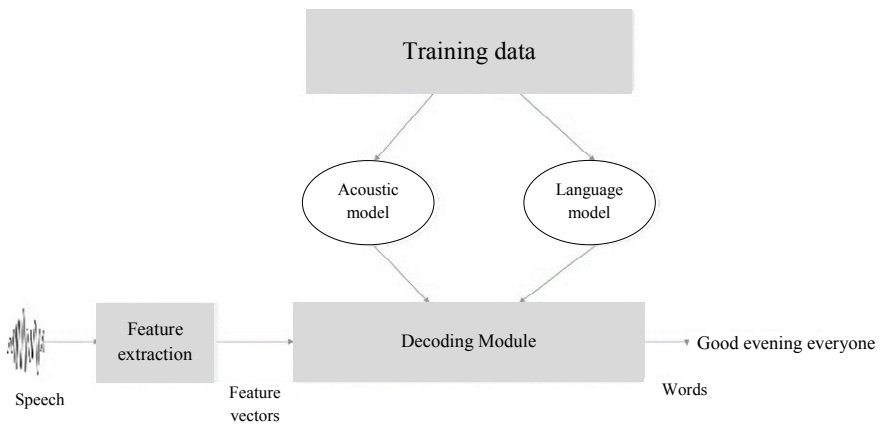 Training data
Acoustic
model
Language
model
Feature
extraction
Decoding Module
Good evening everyone
Speech
Feature
vectors
Words